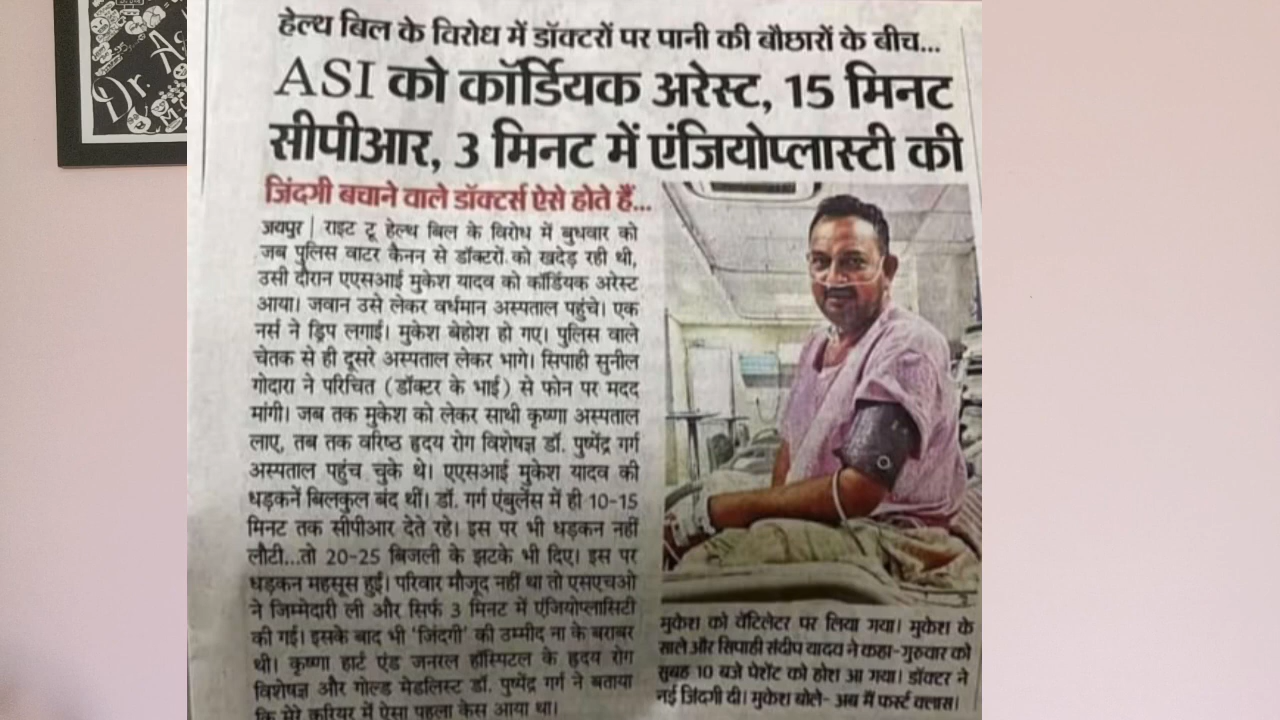 Dr. A
हेल्थ बिल के विरोध में डॉक्टरों पर पानी की बौछारों के बीच...
ASI को कॉर्डियक अरेस्ट, 15 मिनट
सीपीआर, 3 मिनट में एंजियोप्लास्टी की
जिंदगी बचाने वाले डॉक्टर्स ऐसे होते हैं...
जयपुर | राइट टू हेल्थ बिल के विरोध में बुधवार को
जब पुलिस वाटर कैनन से डॉक्टरों को खदेड़ रही थी,
उसी दौरान एएसआई मुकेश यादव को कॉर्डियक अरेस्ट
आया। जवान उसे लेकर वर्धमान अस्पताल पहुंचे। एक
नर्स ने ड्रिप लगाई। मुकेश बेहोश हो गए। पुलिस वाले
चेतक से ही दूसरे अस्पताल लेकर भागे। सिपाही सुनील
गोदारा ने परिचित (डॉक्टर के भाई) से फोन पर मदद
मांगी। जब तक मुकेश को लेकर साथी कृष्णा अस्पताल
लाए, तब तक वरिष्ठ हृदय रोग विशेषज्ञ डॉ. पुष्पेंद्र गर्ग
अस्पताल पहुंच चुके थे। एएसआई मुकेश यादव की
धड़कनें बिलकुल बंद थीं। डॉ. गर्ग एंबुलेंस में ही 10-15
मिनट तक सीपीआर देते रहे। इस पर भी धड़कन नहीं
लौटी...तो 20-25 बिजली के झटके भी दिए। इस पर
धड़कन महसूस हुई। परिवार मौजूद नहीं था तो एसएचओ
ने जिम्मेदारी ली और सिर्फ 3 मिनट में एंजियोप्लासिटी
की गई। इसके बाद भी 'जिंदगी' की उम्मीद ना के बराबर
थी। कृष्णा हार्ट एंड जनरल हॉस्पिटल के हृदय रोग
विशेषज्ञ और गोल्ड मेडलिस्ट डॉ. पुष्पेंद्र गर्ग ने बताया
कि मेरे करियर में ऐसा पहला केस आया था।
मुकेश को वेंटिलेटर पर लिया गया। मुकेश के
साले और सिपाही संदीप यादव ने कहा-गुरुवार को
सुबह 10 बजे पेशेंट को होश आ गया। डॉक्टर ने
नई जिंदगी दी। मुकेश बोले- अब मैं फर्स्ट क्लास।